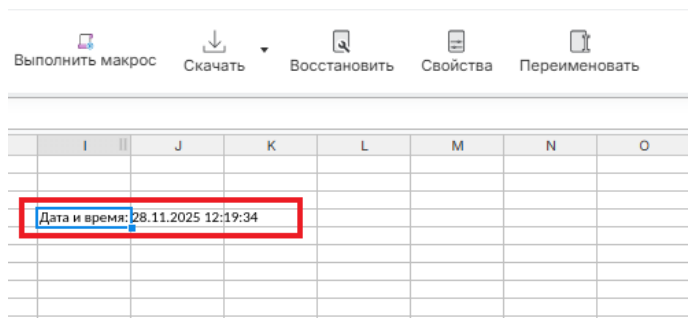 Выполнить макрос Скачать Восстановить Свойства Переименовать
I J K L M N O
Дата и время: 28.11.2025 12:19:34